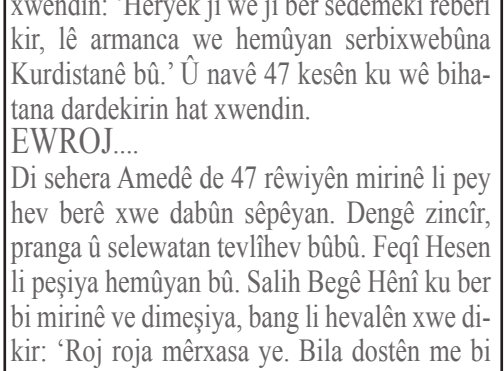 xwendin: ‘Heryek ji we ji ber sedemekî rêberî
kir, lê armanca we hemûyan serbixwebûna
Kurdistanê bû.’ Û navê 47 kesên ku wê biha-
tana dardekirin hat xwendin.
EWROJ....
Di sehera Amedê de 47 rêwiyên mirinê li pey
hev berê xwe dabûn sêpêyan. Dengê zincîr,
pranga û selewatan tevlîhev bûbû. Feqî Hesen
li peşiya hemûyan bû. Salih Begê Hênî ku ber
bi mirinê ve dimeşiya, bang li hevalên xwe di-
kir: ‘Roj roja mêrxasa ye. Bila dostên me bi